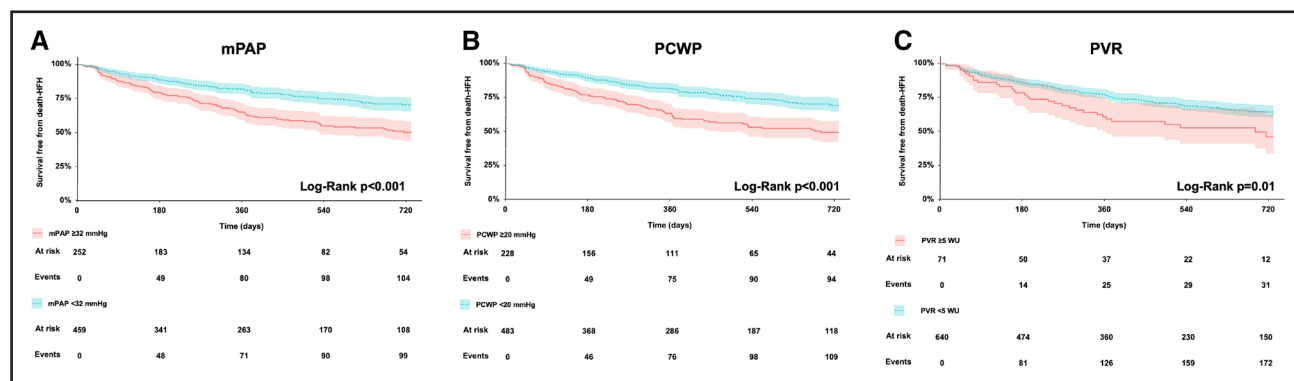 A
mPAP
100%
75%
50%
25%
0%
Survival free from death-HFH
Log-Rank p<0.001
0 180 360 540 720
Time (days)
mPAP ≥32 mmHg
At risk 252 183 134 82 54
Events 0 49 80 98 104
mPAP <32 mmHg
At risk 459 341 263 170 108
Events 0 48 71 90 99
B
PCWP
100%
75%
50%
25%
0%
Survival free from death-HFH
Log-Rank p<0.001
0 180 360 540 720
Time (days)
PCWP ≥20 mmHg
At risk 228 156 111 65 44
Events 0 49 75 90 94
PCWP <20 mmHg
At risk 483 368 286 187 118
Events 0 46 76 98 109
C
PVR
100%
75%
50%
25%
0%
Survival free from death-HFH
Log-Rank p=0.01
0 180 360 540 720
Time (days)
PVR ≥5 WU
At risk 71 50 37 22 12
Events 0 14 25 29 31
PVR <5 WU
At risk 640 474 360 230 150
Events 0 81 126 159 172